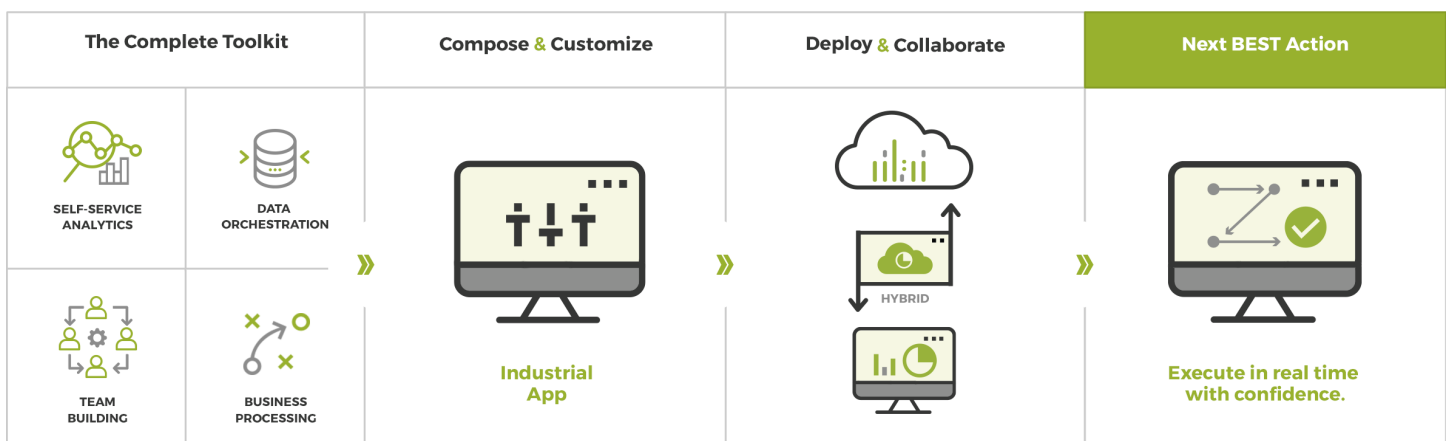 The Complete Toolkit
Compose & Customize
Deploy & Collaborate
Next BEST Action
SELF-SERVICE
ANALYTICS
DATA
ORCHESTRATION
TEAM
BUILDING
BUSINESS
PROCESSING
Industrial
App
HYBRID
Execute in real time
with confidence.